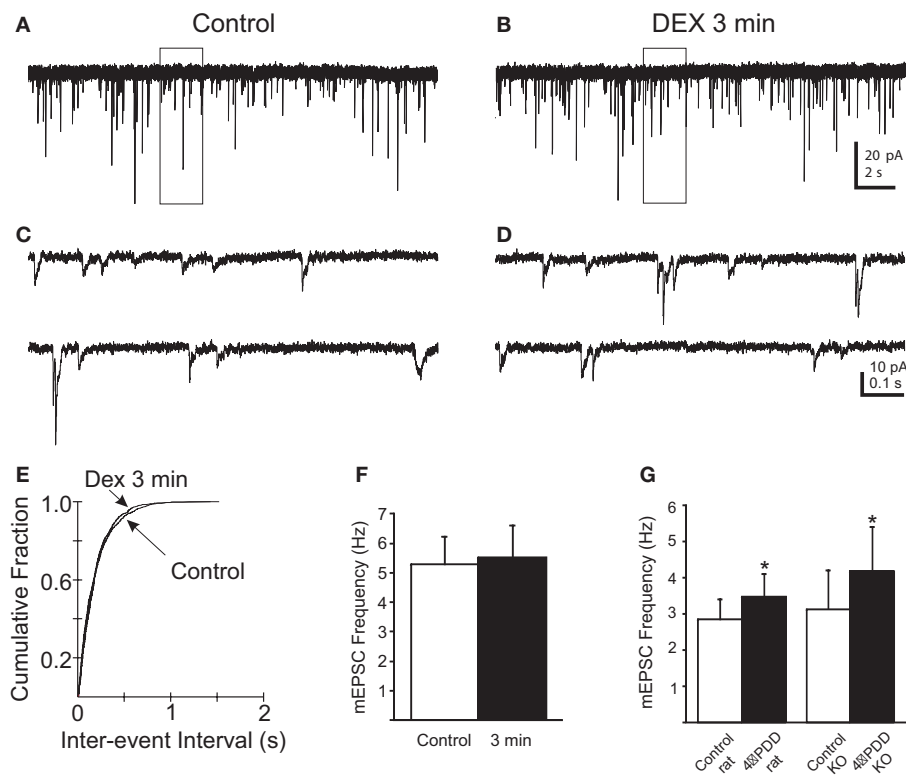 A Control
B DEX 3 min
20 pA
2 s
C
D
10 pA
0.1 s
E
Dex 3 min
Control
Cumulative Fraction
1.0
0.6
0.2
0 1 2
Inter-event Interval (s)
F
mEPSC Frequency (Hz)
7
6
5
4
3
2
1
Control 3 min
G
mEPSC Frequency (Hz)
6
5
4
3
2
1
* *
Control rat
4␣PDD rat
Control KO
4␣PDD KO